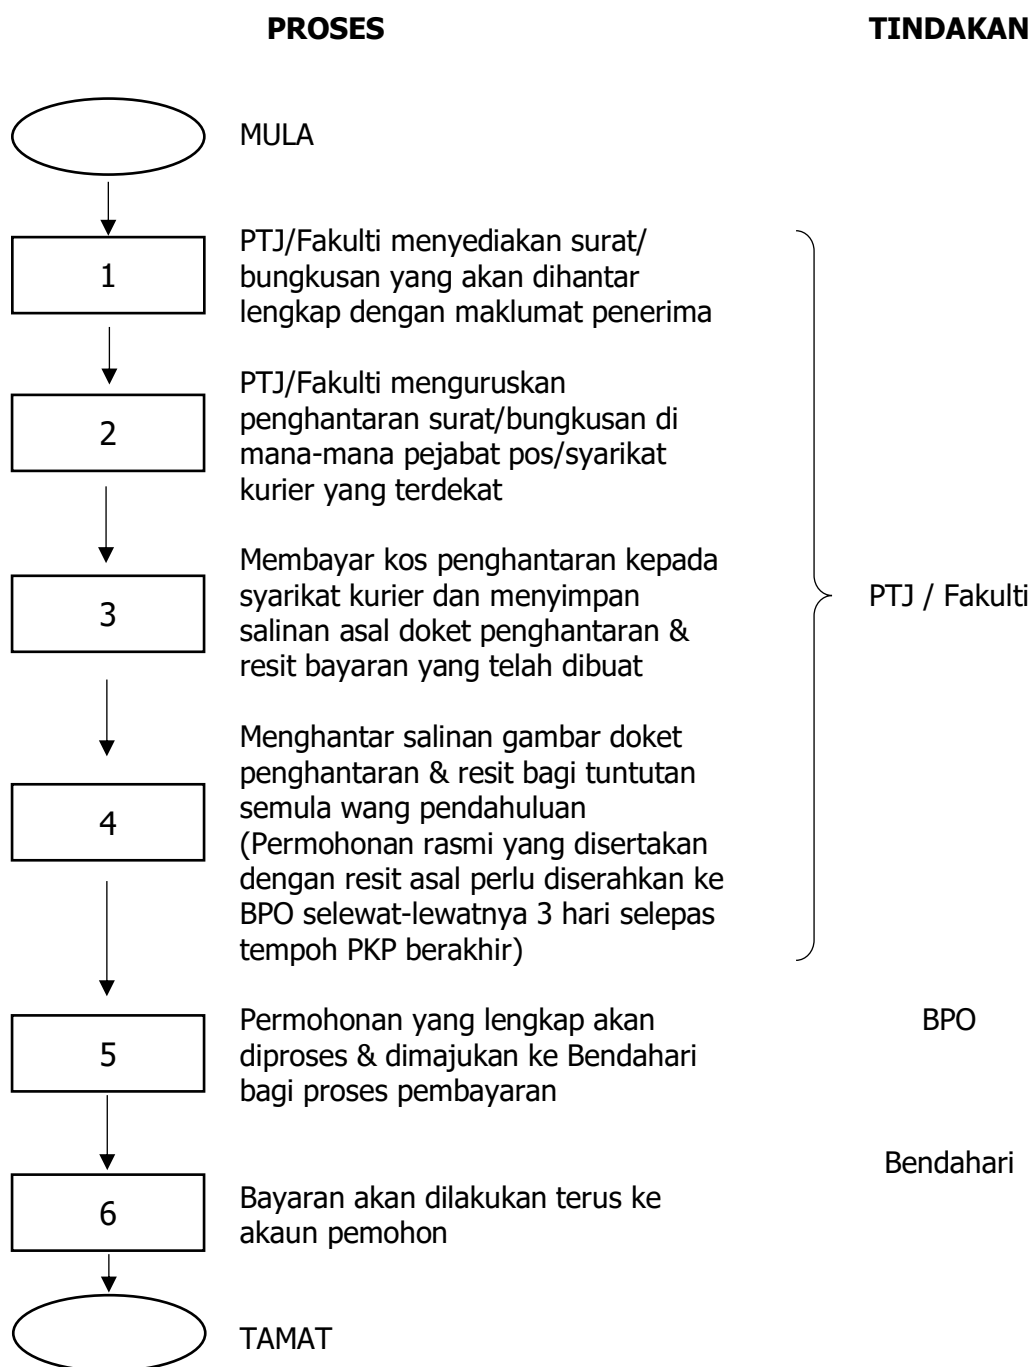 PROSES
TINDAKAN
MULA
1
PTJ/Fakulti menyediakan surat/
bungkusan yang akan dihantar
lengkap dengan maklumat penerima
2
PTJ/Fakulti menguruskan
penghantaran surat/bungkusan di
mana-mana pejabat pos/syarikat
kurier yang terdekat
3
Membayar kos penghantaran kepada
syarikat kurier dan menyimpan
salinan asal doket penghantaran &
resit bayaran yang telah dibuat
PTJ / Fakulti
4
Menghantar salinan gambar doket
penghantaran & resit bagi tuntutan
semula wang pendahuluan
(Permohonan rasmi yang disertakan
dengan resit asal perlu diserahkan ke
BPO selewat-lewatnya 3 hari selepas
tempoh PKP berakhir)
5
Permohonan yang lengkap akan
diproses & dimajukan ke Bendahari
bagi proses pembayaran
BPO
6
Bayaran akan dilakukan terus ke
akaun pemohon
Bendahari
TAMAT